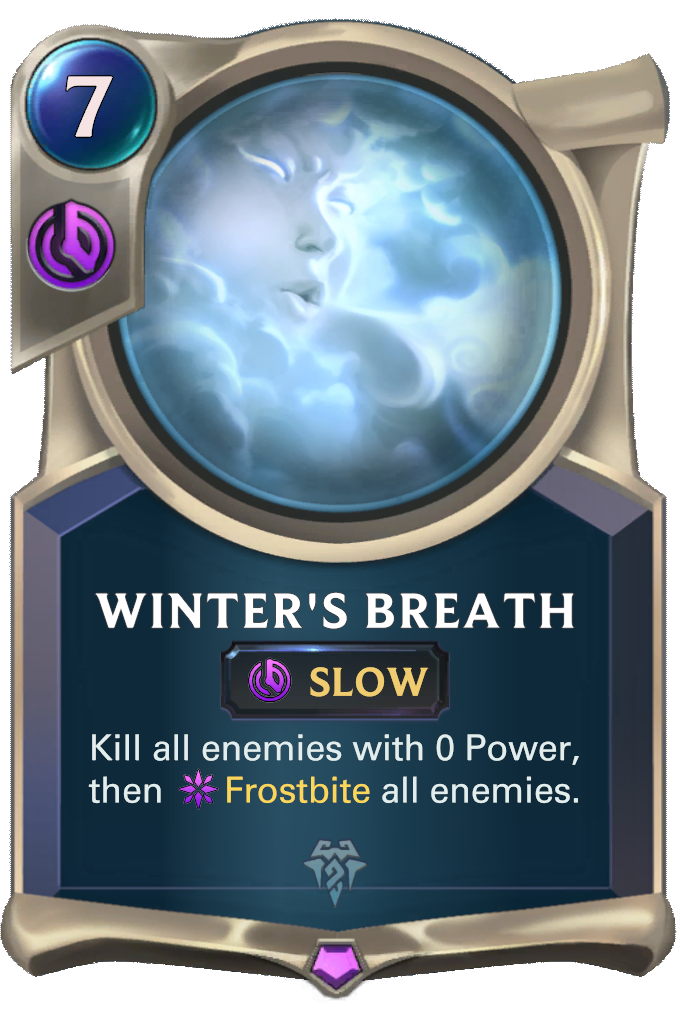 7
WINTER'S BREATH
SLOW
Kill all enemies with 0 Power,
then Frostbite all enemies.